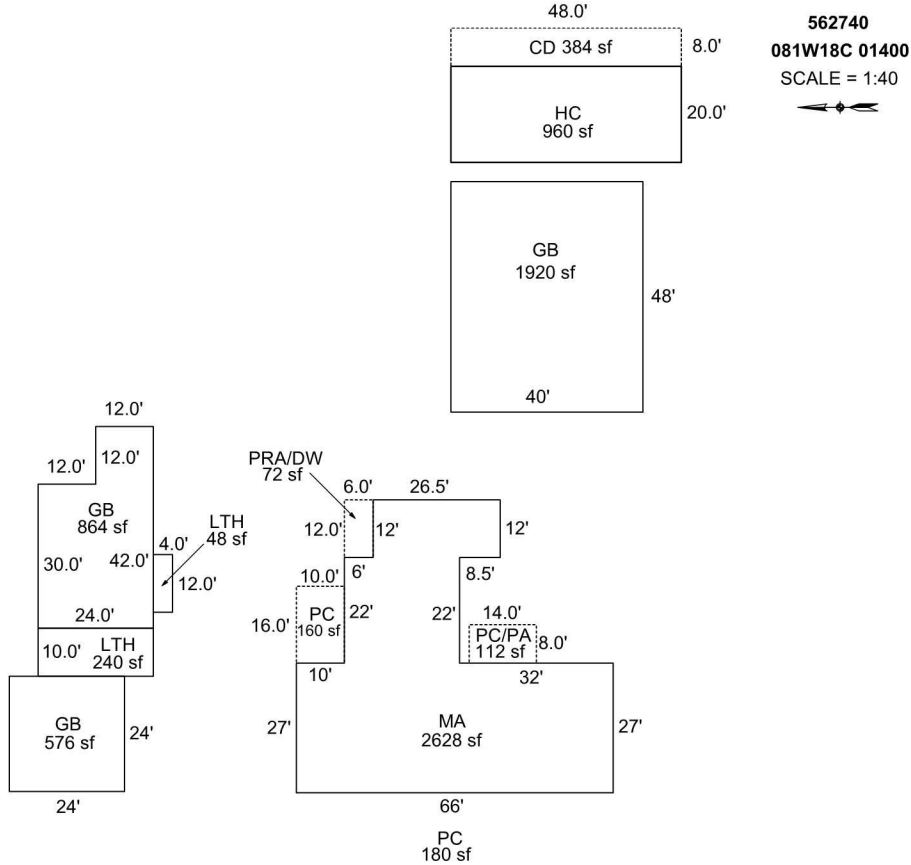 48.0'
562740
CD 384 sf
8.0'
081W18C 01400
SCALE = 1:40
HC
960 sf
20.0'
GB
1920 sf
48'
40'
12.0'
12.0'
12.0'
GB
864 sf
LTH
48 sf
4.0'
30.0'
42.0'
12.0'
24.0'
10.0'
LTH
240 sf
GB
576 sf
24'
24'
PRA/DW
72 sf
6.0'
26.5'
12.0'
12'
12'
6'
8.5'
10.0'
22'
22'
14.0'
16.0'
PC
160 sf
PC/PA
112 sf
8.0'
10'
32'
27'
MA
2628 sf
27'
66'
PC
180 sf